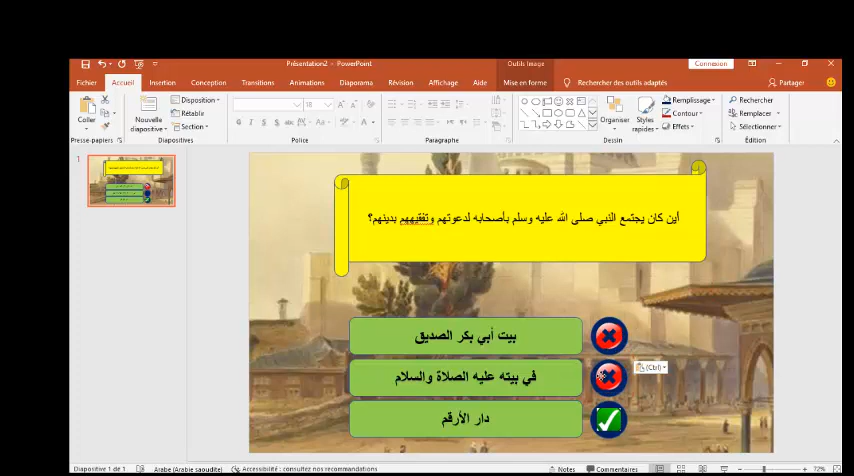 Présentation2 - PowerPoint
Outils Image
Connexion
Fichier Accueil Insertion Conception Transitions Animations Diaporama Révision Affichage Aide Mise en forme Rechercher des outils adaptés Partager
Coller
Nouvelle diapositive
Disposition
Rétable
Section
18
G I S
Organiser
Styles rapides
Remplissage
Contour
Effets
Rechercher
Remplacer
Sélectionner
Presse-papiers Diapositives Police Paragraphe Dessin Édition
1
أين كان يجتمع النبي صلى الله عليه وسلم بأصحابه لدعوتهم وتفقيههم بدينهم؟
بيت أبي بكر الصديق
في بيته عليه الصلاة والسلام
(Ctrl)
دار الأرقم
Diapositive 1 de 1 Arabe (Arabie saoudite) Accessibilité : consultez nos recommandations Notes Commentaires 72%